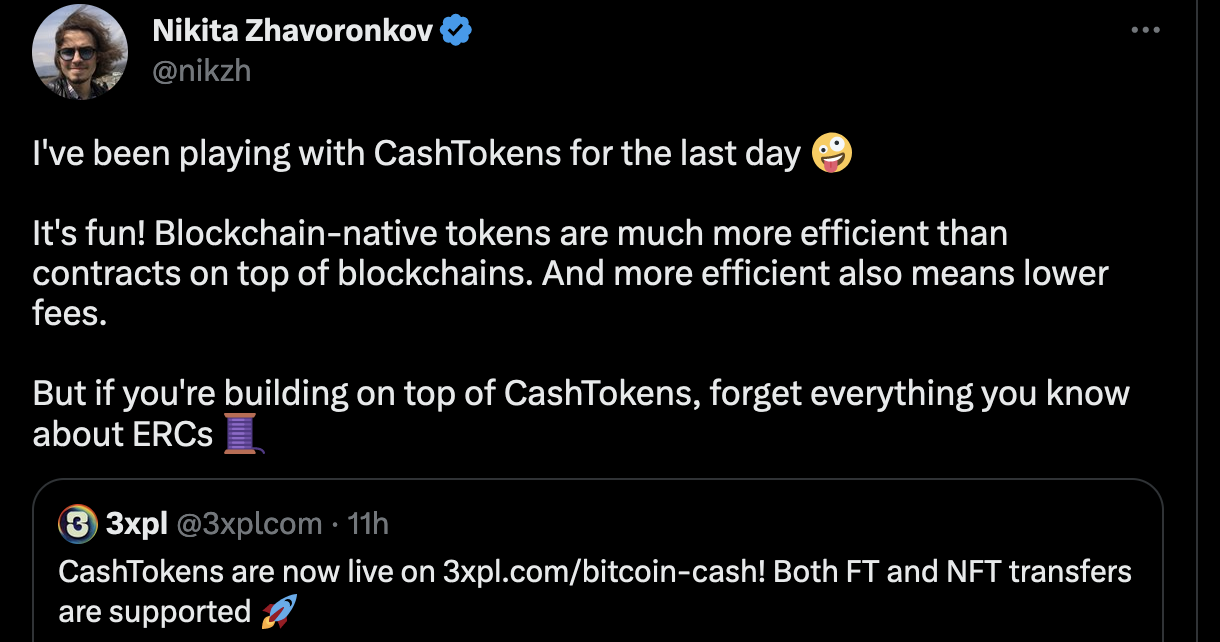 Nikita Zhavoronkov
@nikzh
I've been playing with CashTokens for the last day 🤪
It's fun! Blockchain-native tokens are much more efficient than
contracts on top of blockchains. And more efficient also means lower
fees.
But if you're building on top of CashTokens, forget everything you know
about ERCs 🧵
3xpl @3xplcom · 11h
CashTokens are now live on 3xpl.com/bitcoin-cash! Both FT and NFT transfers
are supported 🚀